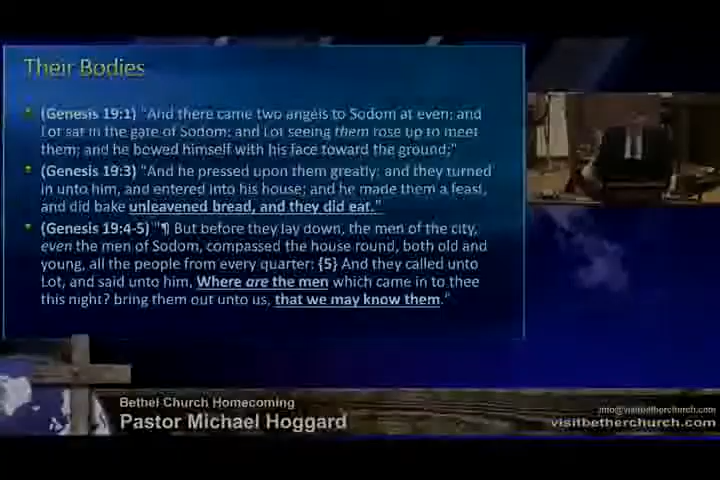 Their Bodies
(Genesis 19:1) "And there came two angels to Sodom at even; and
Lot sat in the gate of Sodom: and Lot seeing them rose up to meet
them; and he bowed himself with his face toward the ground;"
(Genesis 19:3) "And he pressed upon them greatly; and they turned
in unto him, and entered into his house; and he made them a feast,
and did bake unleavened bread, and they did eat."
(Genesis 19:4-5) "¶ But before they lay down, the men of the city,
even the men of Sodom, compassed the house round, both old and
young, all the people from every quarter: {5} And they called unto
Lot, and said unto him, Where are the men which came in to thee
this night? bring them out unto us, that we may know them."
Bethel Church Homecoming
Pastor Michael Hoggard
info@visitbetherchurch.com
visitbetherchurch.com